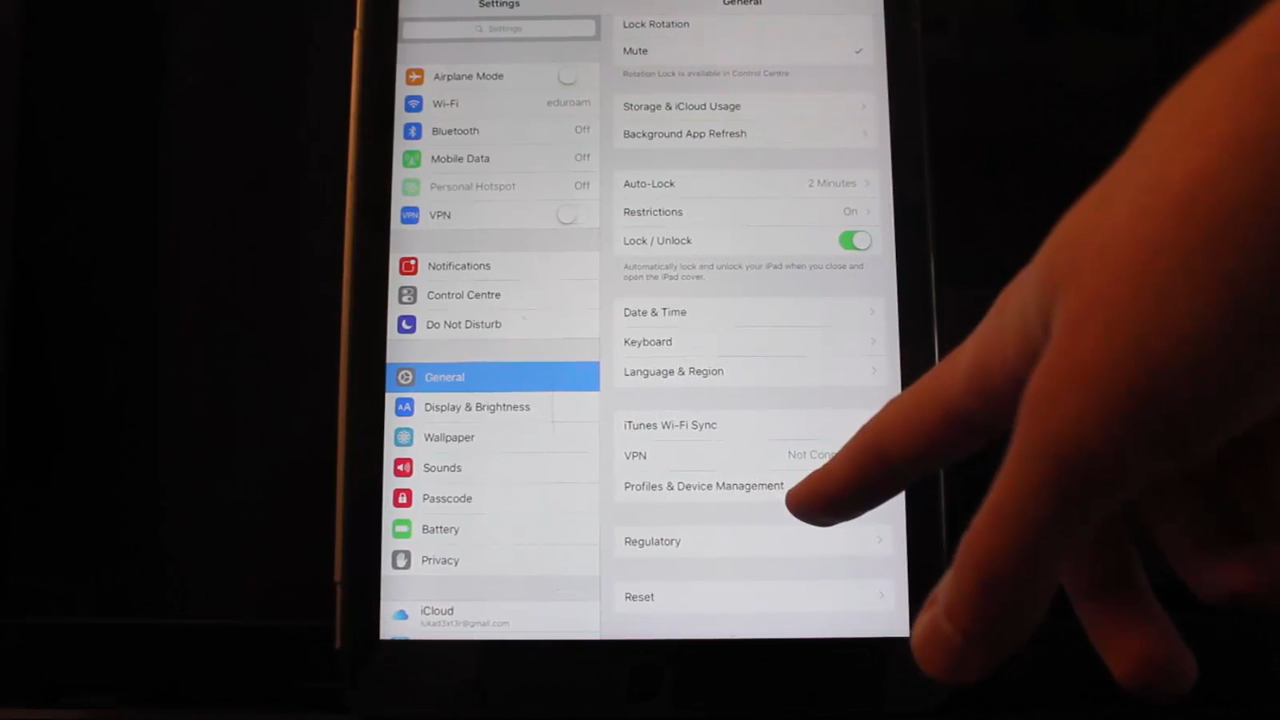 Settings
Settings
Airplane Mode
Wi-Fi eduroam
Bluetooth Off
Mobile Data Off
Personal Hotspot Off
VPN VPN
Notifications
Control Centre
Do Not Disturb
General
AA Display & Brightness
Wallpaper
Sounds
Passcode
Battery
Privacy
iCloud
lukad3xt3r@gmail.com
General
Lock Rotation
Mute
Rotation Lock is available in Control Centre
Storage & iCloud Usage
Background App Refresh
Auto-Lock 2 Minutes
Restrictions On
Lock / Unlock
Automatically lock and unlock your iPad when you close and
open the iPad cover.
Date & Time
Keyboard
Language & Region
iTunes Wi-Fi Sync
VPN Not
Profiles & Device Management
Regulatory
Reset